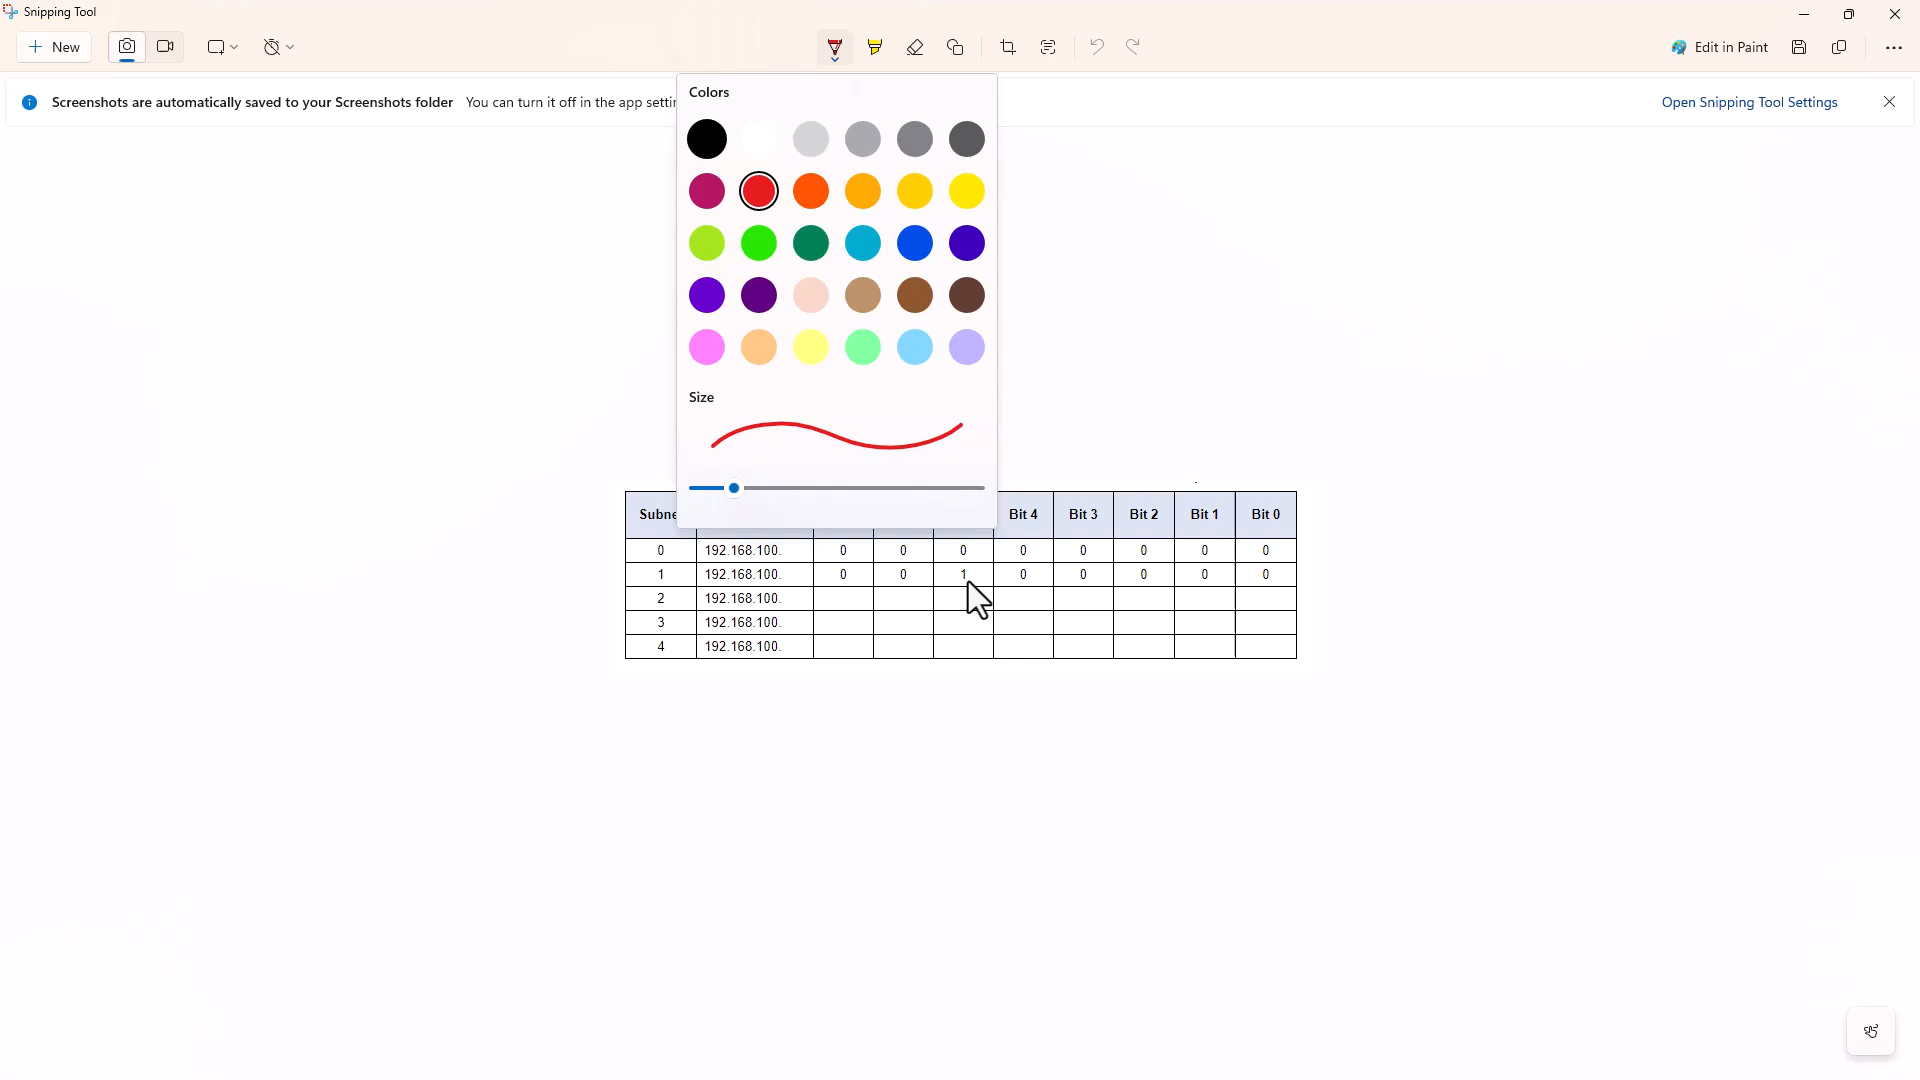 Snipping Tool
New
Edit in Paint
Screenshots are automatically saved to your Screenshots folder You can turn it off in the app
Open Snipping Tool Settings
Colors
Size
Bit 4 Bit 3 Bit 2 Bit 1 Bit 0
0 192.168.100. 0 0 0 0 0 0 0 0
1 192.168.100. 0 0 1 0 0 0 0 0
2 192.168.100.
3 192.168.100.
4 192.168.100.